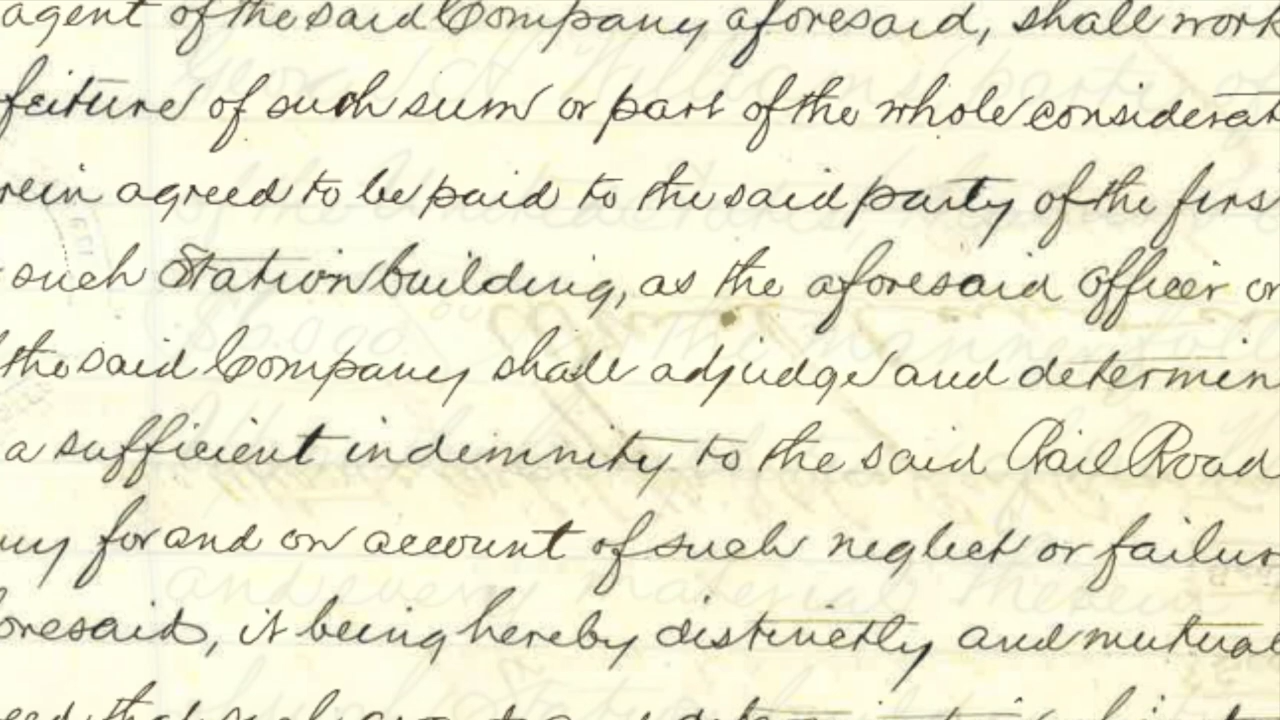 agent of the said Company aforesaid, shall work
feiture of such sum or part of the whole considerat
rein agreed to be paid to the said party of the firs
such Station building, as the aforesaid officer or
the said Company shall adjudge and determin
a sufficient indemnity to the said Rail Road
ny for and on account of such neglect or failur
oresaid, it being hereby distinctly and mutual